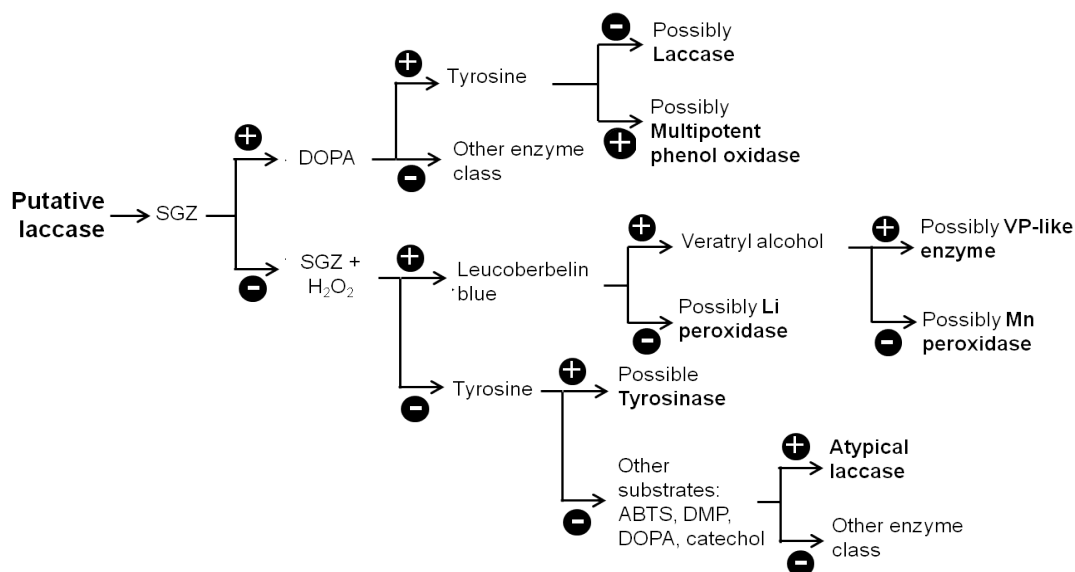 Possibly
Laccase
Tyrosine
Possibly
Multipotent
phenol oxidase
DOPA
Other enzyme
class
Putative
laccase
SGZ
SGZ +
H₂O₂
Leucoberbelin
blue
Veratryl alcohol
Possibly VP-like
enzyme
Possibly Li
peroxidase
Possibly Mn
peroxidase
Tyrosine
Possible
Tyrosinase
Other
substrates:
ABTS, DMP,
DOPA, catechol
Atypical
laccase
Other enzyme
class